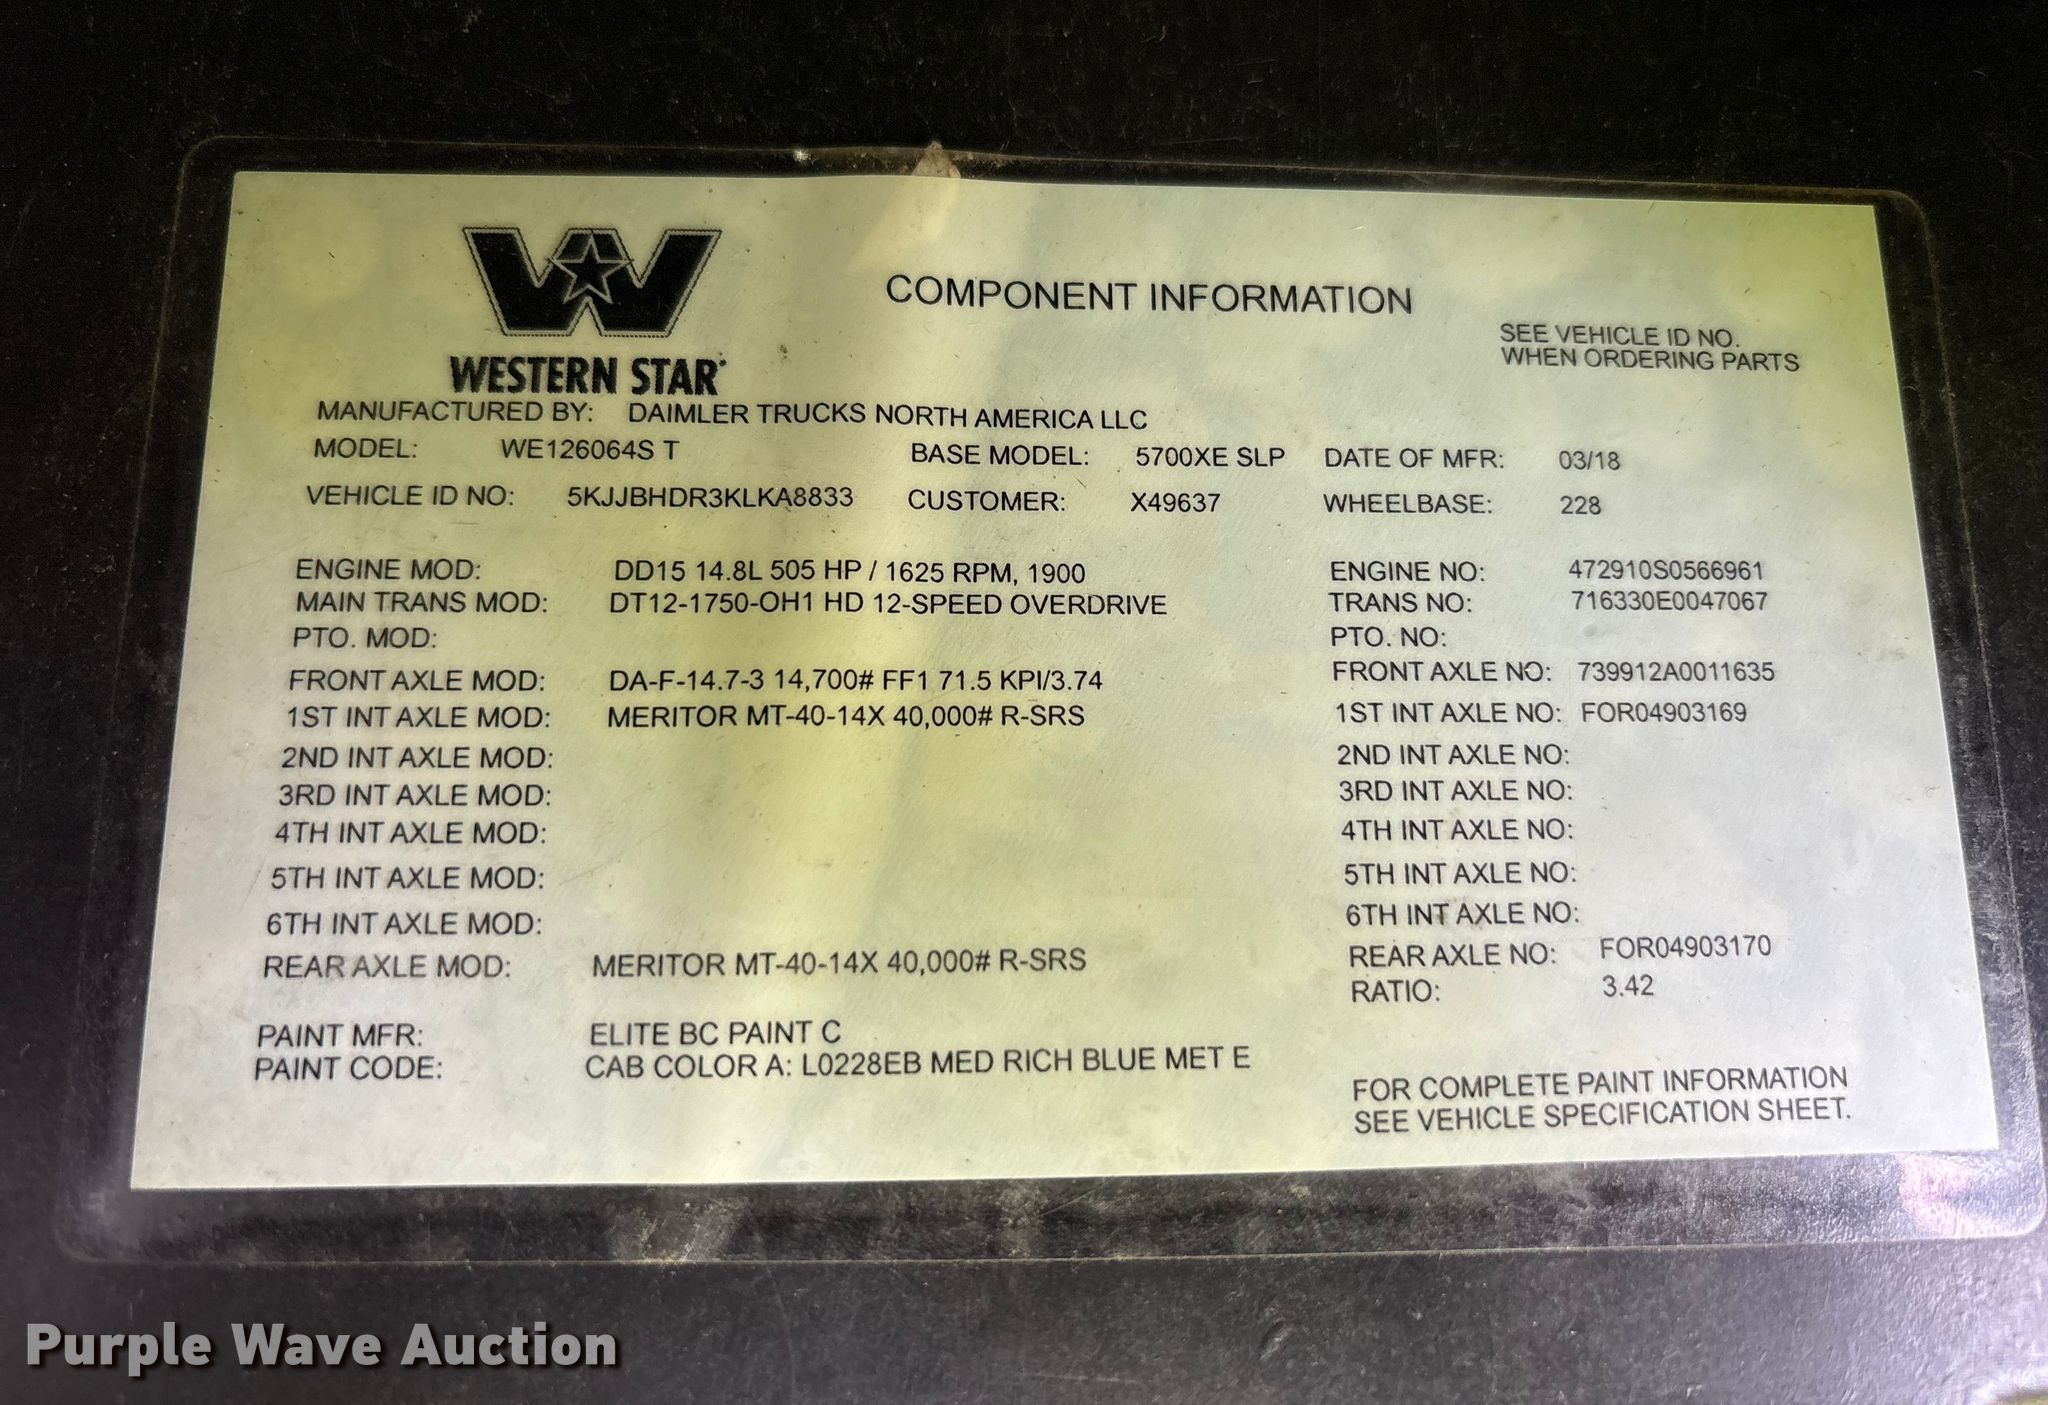 WESTERN STAR
COMPONENT INFORMATION
SEE VEHICLE ID NO.
WHEN ORDERING PARTS
MANUFACTURED BY: DAIMLER TRUCKS NORTH AMERICA LLC
MODEL: WE126064S T BASE MODEL: 5700XE SLP DATE OF MFR: 03/18
VEHICLE ID NO: 5KJJBHDR3KLKA8833 CUSTOMER: X49637 WHEELBASE: 228
ENGINE MOD: DD15 14.8L 505 HP / 1625 RPM, 1900 ENGINE NO: 472910S0566961
MAIN TRANS MOD: DT12-1750-OH1 HD 12-SPEED OVERDRIVE TRANS NO: 716330E0047067
PTO. MOD: PTO. NO:
FRONT AXLE MOD: DA-F-14.7-3 14,700# FF1 71.5 KPI/3.74 FRONT AXLE NO: 739912A0011635
1ST INT AXLE MOD: MERITOR MT-40-14X 40,000# R-SRS 1ST INT AXLE NO: FOR04903169
2ND INT AXLE MOD: 2ND INT AXLE NO:
3RD INT AXLE MOD: 3RD INT AXLE NO:
4TH INT AXLE MOD: 4TH INT AXLE NO:
5TH INT AXLE MOD: 5TH INT AXLE NO:
6TH INT AXLE MOD: 6TH INT AXLE NO:
REAR AXLE MOD: MERITOR MT-40-14X 40,000# R-SRS REAR AXLE NO: FOR04903170
RATIO: 3.42
PAINT MFR: ELITE BC PAINT C
PAINT CODE: CAB COLOR A: L0228EB MED RICH BLUE MET E
FOR COMPLETE PAINT INFORMATION
SEE VEHICLE SPECIFICATION SHEET.
Purple Wave Auction